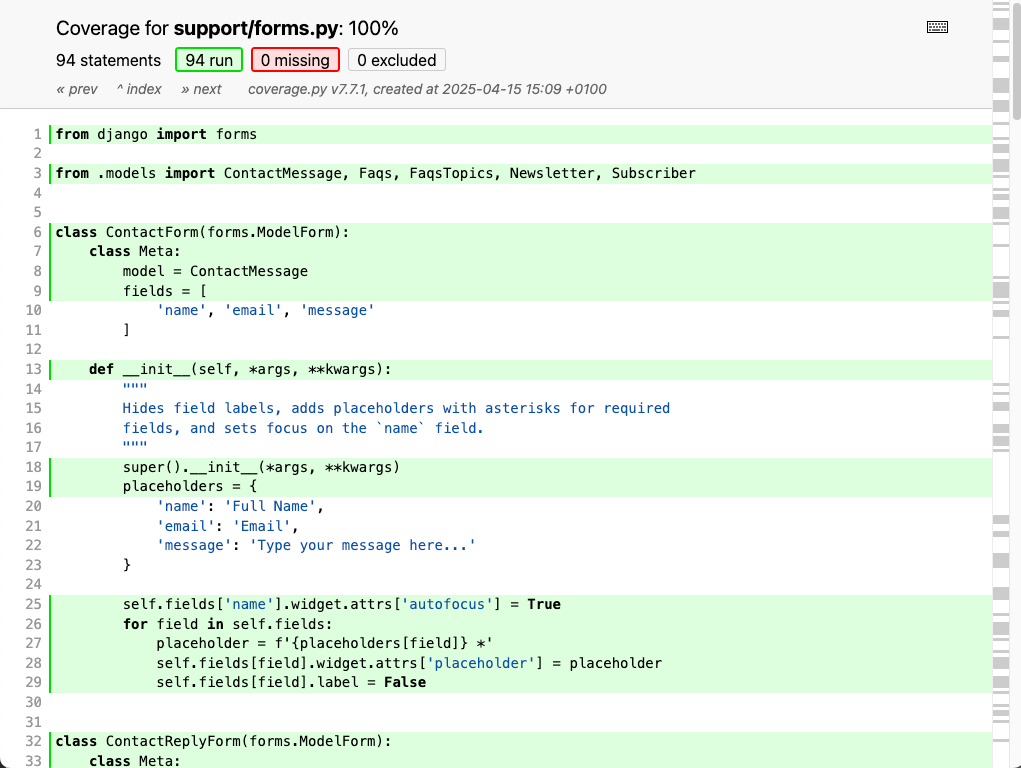 Coverage for support/forms.py: 100%
94 statements 94 run 0 missing 0 excluded
« prev ^ index » next coverage.py v7.7.1, created at 2025-04-15 15:09 +0100
1 from django import forms
2
3 from .models import ContactMessage, Faqs, FaqsTopics, Newsletter, Subscriber
4
5
6 class ContactForm(forms.ModelForm):
7     class Meta:
8         model = ContactMessage
9         fields = [
10             'name', 'email', 'message'
11         ]
12
13     def __init__(self, *args, **kwargs):
14         """
15         Hides field labels, adds placeholders with asterisks for required
16         fields, and sets focus on the `name` field.
17         """
18         super().__init__(*args, **kwargs)
19         placeholders = {
20             'name': 'Full Name',
21             'email': 'Email',
22             'message': 'Type your message here...'
23         }
24
25         self.fields['name'].widget.attrs['autofocus'] = True
26         for field in self.fields:
27             placeholder = f'{placeholders[field]} *'
28             self.fields[field].widget.attrs['placeholder'] = placeholder
29             self.fields[field].label = False
30
31
32 class ContactReplyForm(forms.ModelForm):
33     class Meta: